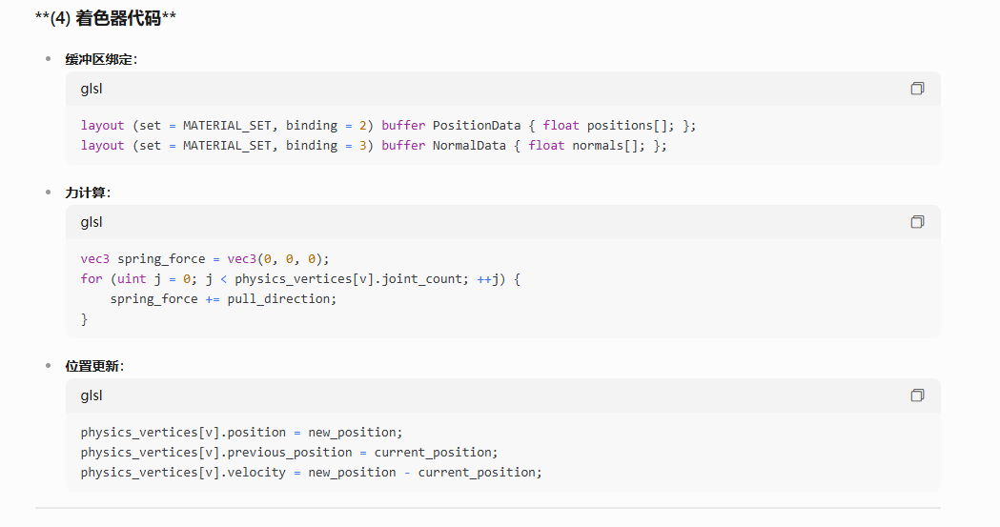 **(4) 着色器代码**
缓冲区绑定:
glsl
layout (set = MATERIAL_SET, binding = 2) buffer PositionData { float positions[]; };
layout (set = MATERIAL_SET, binding = 3) buffer NormalData { float normals[]; };
力计算:
glsl
vec3 spring_force = vec3(0, 0, 0);
for (uint j = 0; j < physics_vertices[v].joint_count; ++j) {
    spring_force += pull_direction;
}
位置更新:
glsl
physics_vertices[v].position = new_position;
physics_vertices[v].previous_position = current_position;
physics_vertices[v].velocity = new_position - current_position;